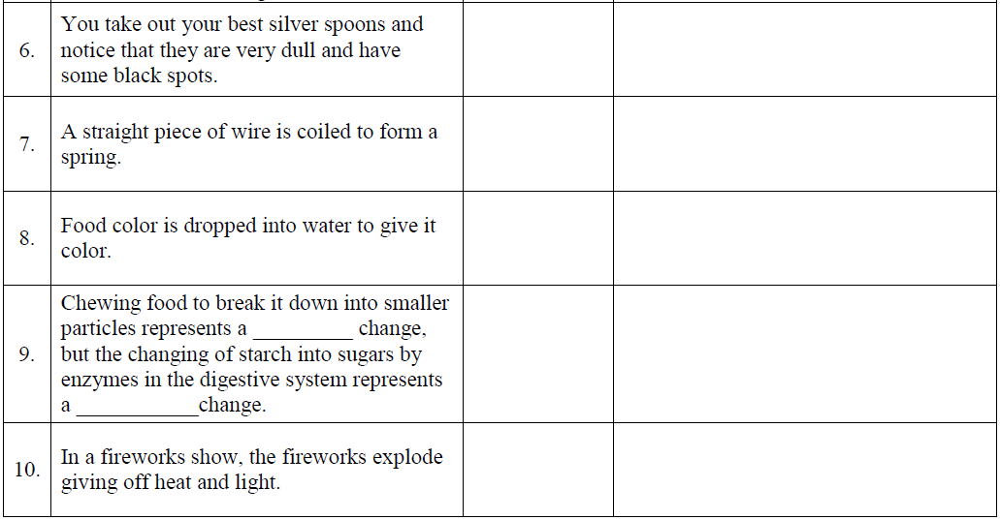 6.
You take out your best silver spoons and
notice that they are very dull and have
some black spots.
7.
A straight piece of wire is coiled to form a
spring.
8.
Food color is dropped into water to give it
color.
9.
Chewing food to break it down into smaller
particles represents a _________ change,
but the changing of starch into sugars by
enzymes in the digestive system represents
a ___________change.
10.
In a fireworks show, the fireworks explode
giving off heat and light.